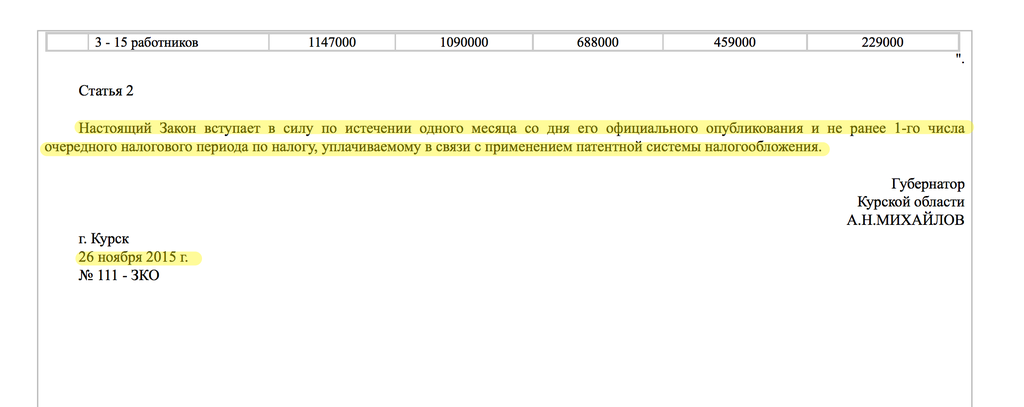 3 - 15 работников 1147000 1090000 688000 459000 229000
".
Статья 2
Настоящий Закон вступает в силу по истечении одного месяца со дня его официального опубликования и не ранее 1-го числа
очередного налогового периода по налогу, уплачиваемому в связи с применением патентной системы налогообложения.
Губернатор
Курской области
А.Н.МИХАЙЛОВ
г. Курск
26 ноября 2015 г.
№ 111 - ЗКО